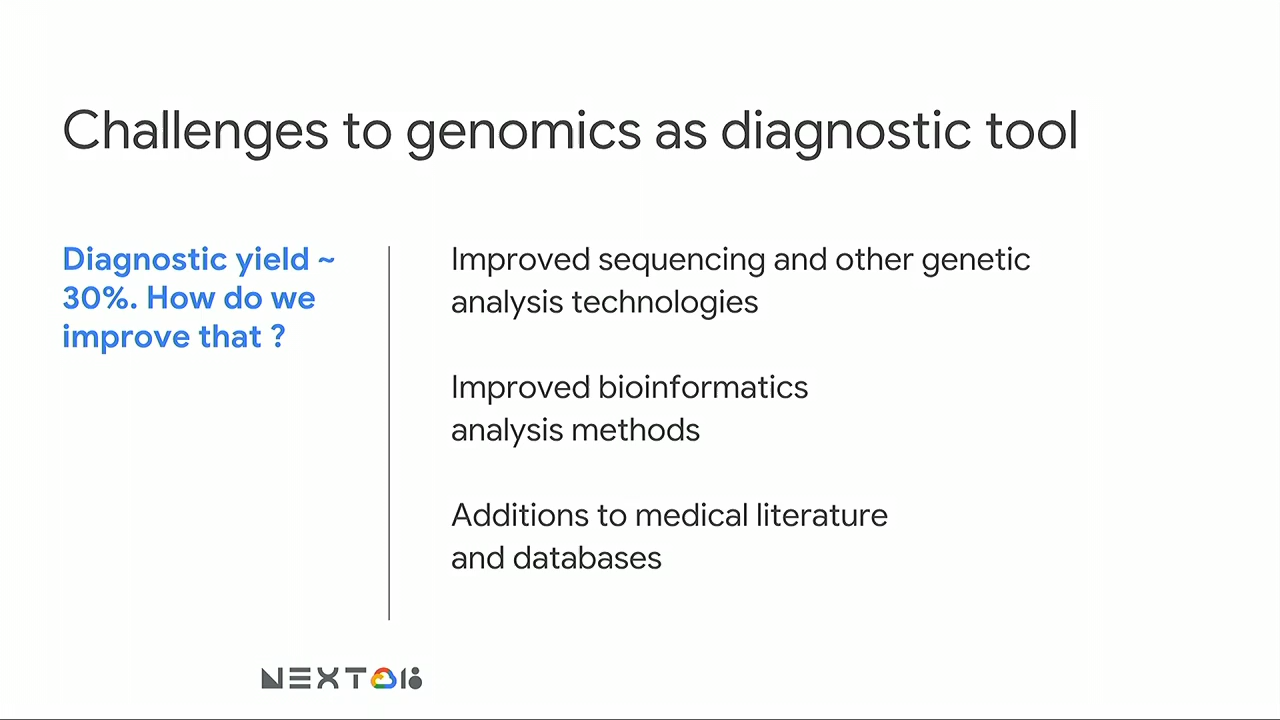 Challenges to genomics as diagnostic tool
Diagnostic yield ~
30%. How do we
improve that ?
Improved sequencing and other genetic
analysis technologies
Improved bioinformatics
analysis methods
Additions to medical literature
and databases
NEXT 18